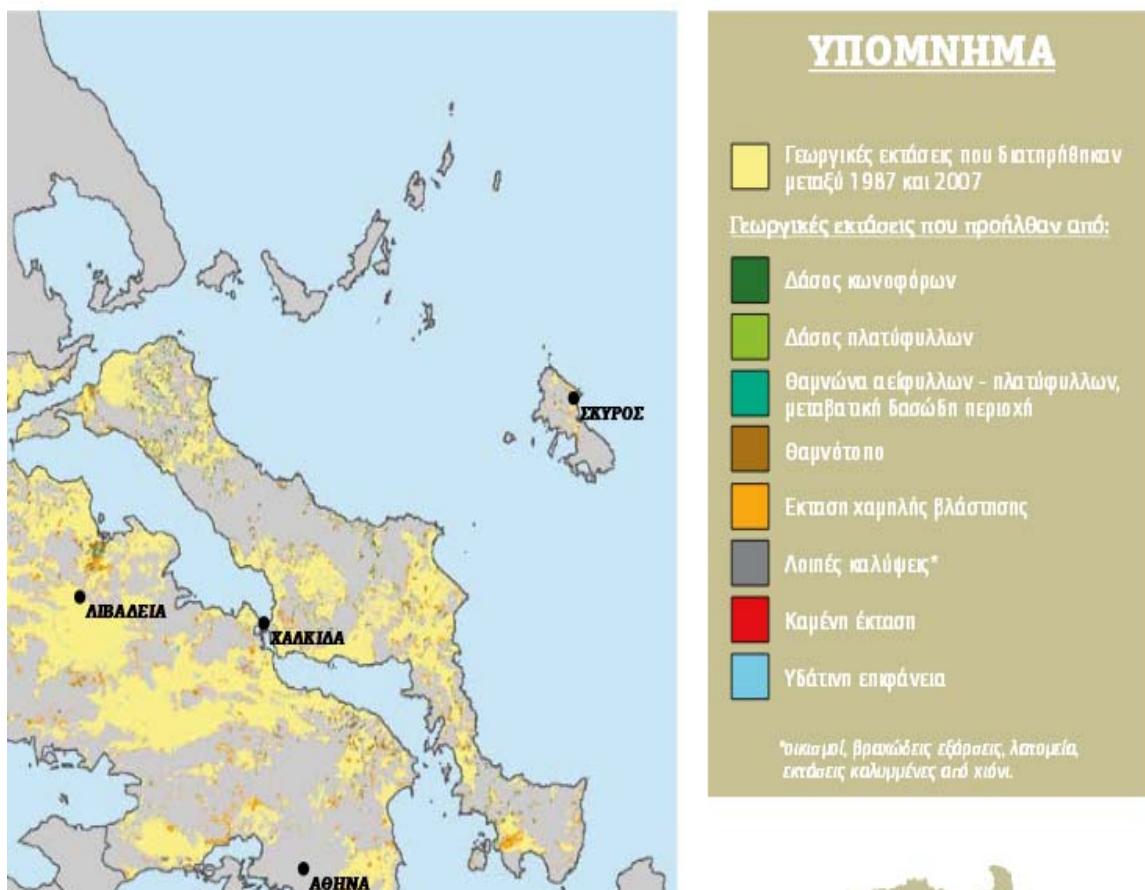 ΥΠΟΜΝΗΜΑ
Γεωργικές εκτάσεις που διατηρήθηκαν
μεταξύ 1987 και 2007
Γεωργικές εκτάσεις που προήλθαν από:
Δάσος κωνοφόρων
Δάσος πλατύφυλλων
Θαμνώνα αείφυλλων - πλατύφυλλων,
μεταβατική δασώδη περιοχή
Θαμνότοπο
Εκταση χαμηλής βλάστησης
Λοιπές καλύψεις*
Καμένη έκταση
Υδάτινη επιφάνεια
*οικισμοί, βραχώδεις εξάρσεις, λατομεία,
εκτάσεις καλυμμένες από χιόνι.
ΣΚΥΡΟΣ
ΛΙΒΑΔΕΙΑ
ΧΑΛΚΙΔΑ
ΑΘΗΝΑ